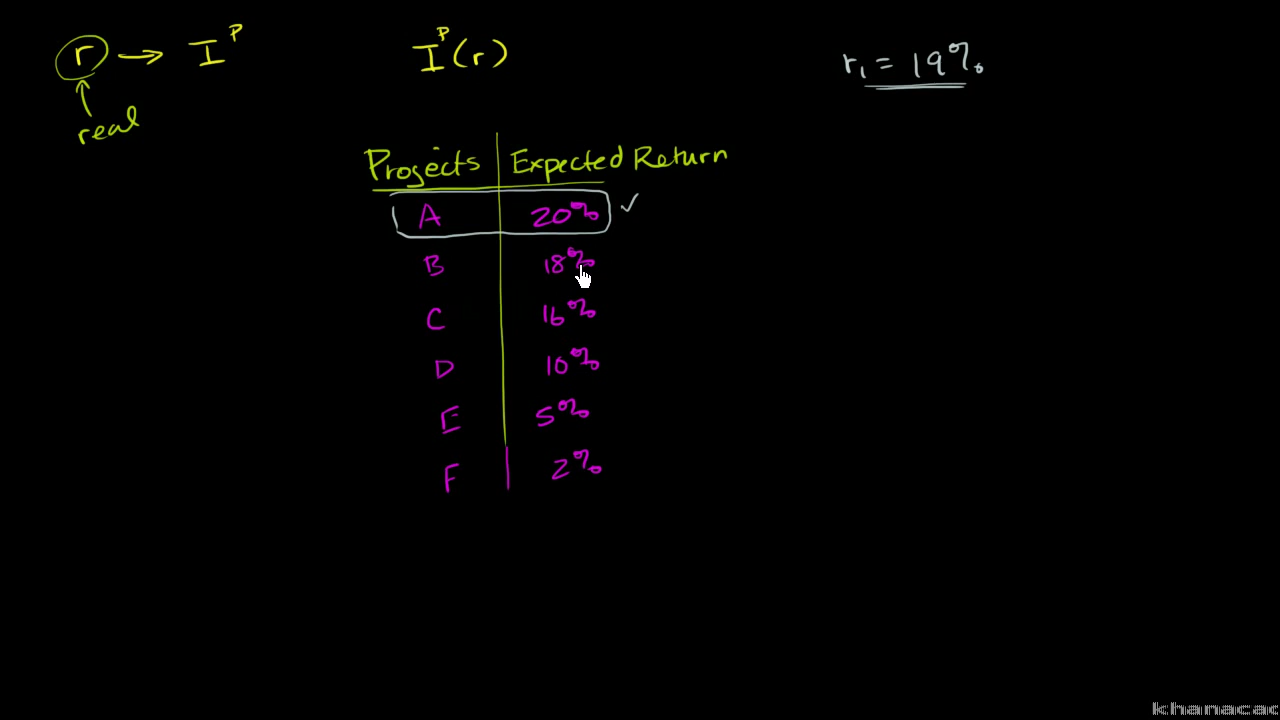 r → I^P
I^P(r)
r₁ = 19%
real
Projects Expected Return
A 20% ✓
B 18%
C 16%
D 10%
E 5%
F 2%
khanacad